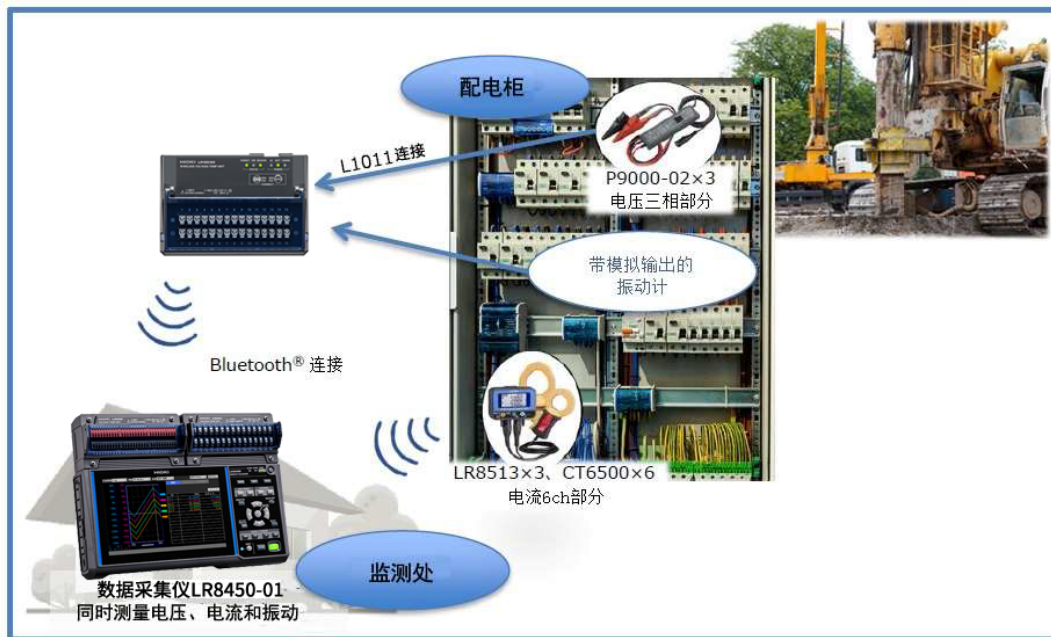 配电柜
L1011连接
P9000-02×3
电压三相部分
带模拟输出的
振动计
Bluetooth® 连接
LR8513×3、CT6500×6
电流6ch部分
HIOKI
监测处
数据采集仪LR8450-01
同时测量电压、电流和振动